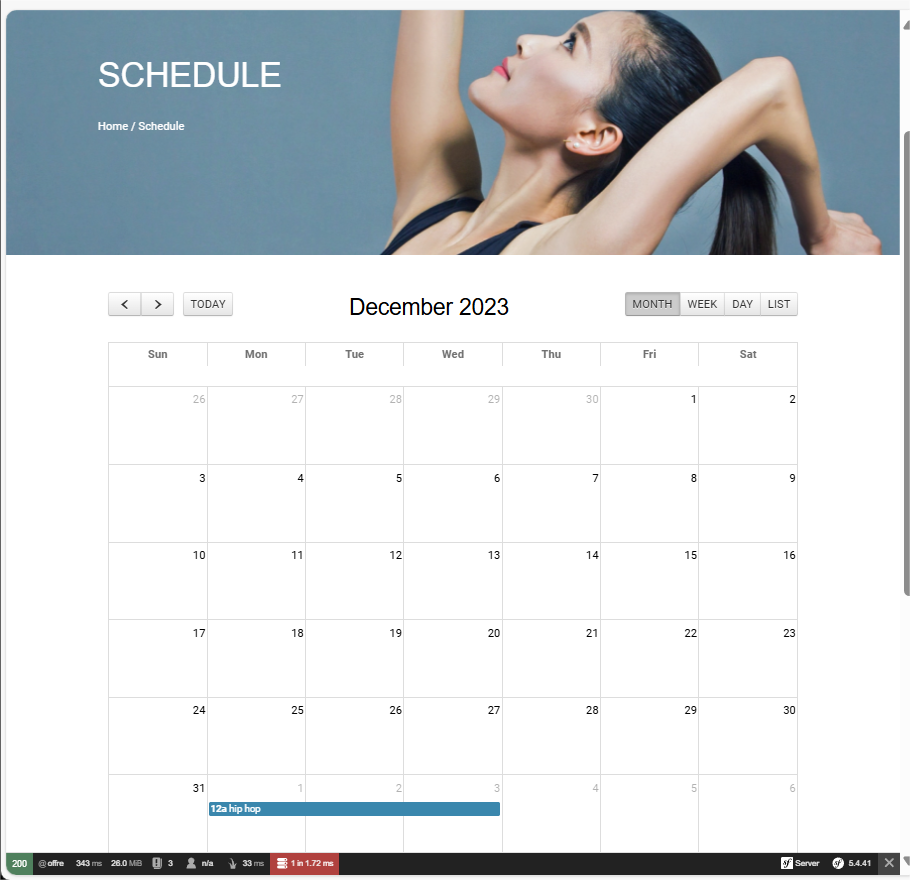 SCHEDULE
Home / Schedule
TODAY
December 2023
MONTH WEEK DAY LIST
Sun Mon Tue Wed Thu Fri Sat
26 27 28 29 30 1 2
3 4 5 6 7 8 9
10 11 12 13 14 15 16
17 18 19 20 21 22 23
24 25 26 27 28 29 30
31 1 2 3 4 5 6
12a hip hop
200 @ offre 343 ms 26.0 MiB 3 n/a 33 ms 1 in 1.72 ms sf Server sf 5.4.41